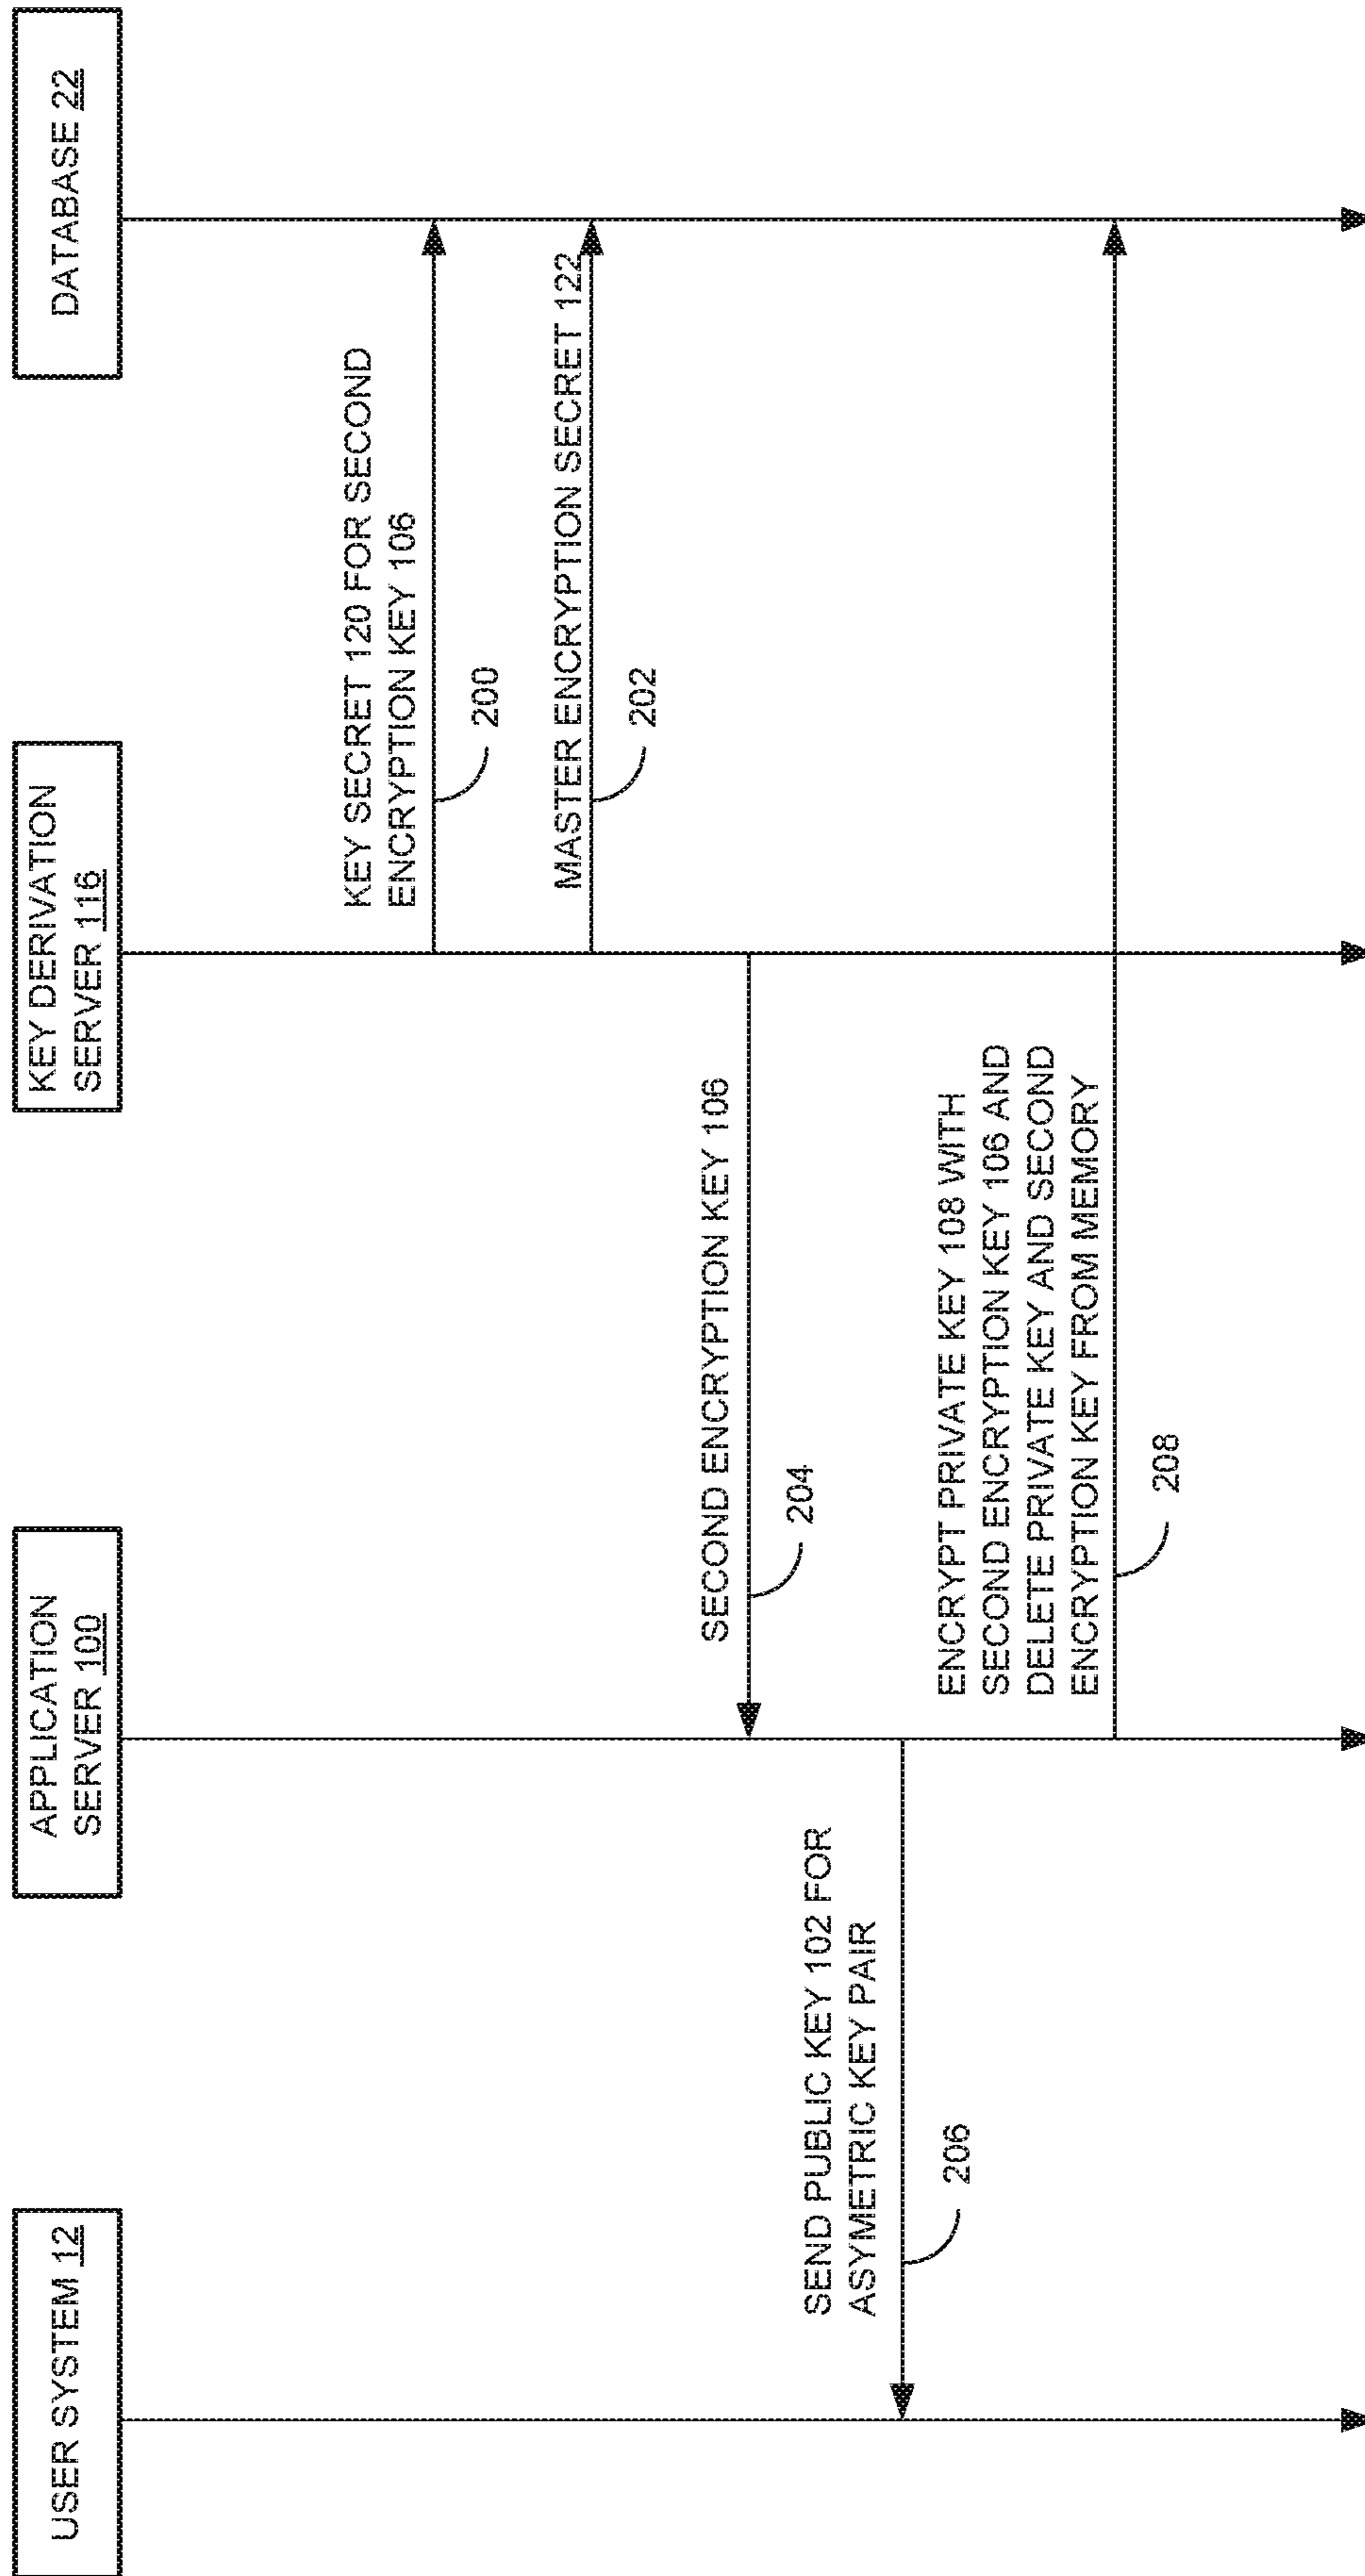 USER SYSTEM 12
APPLICATION
SERVER 100
KEY DERIVATION
SERVER 116
DATABASE 22
KEY SECRET 120 FOR SECOND
ENCRYPTION KEY 106
200
MASTER ENCRYPTION SECRET 122
202
SECOND ENCRYPTION KEY 106
204
SEND PUBLIC KEY 102 FOR
ASYMETRIC KEY PAIR
206
ENCRYPT PRIVATE KEY 108 WITH
SECOND ENCRYPTION KEY 106 AND
DELETE PRIVATE KEY AND SECOND
ENCRYPTION KEY FROM MEMORY
208